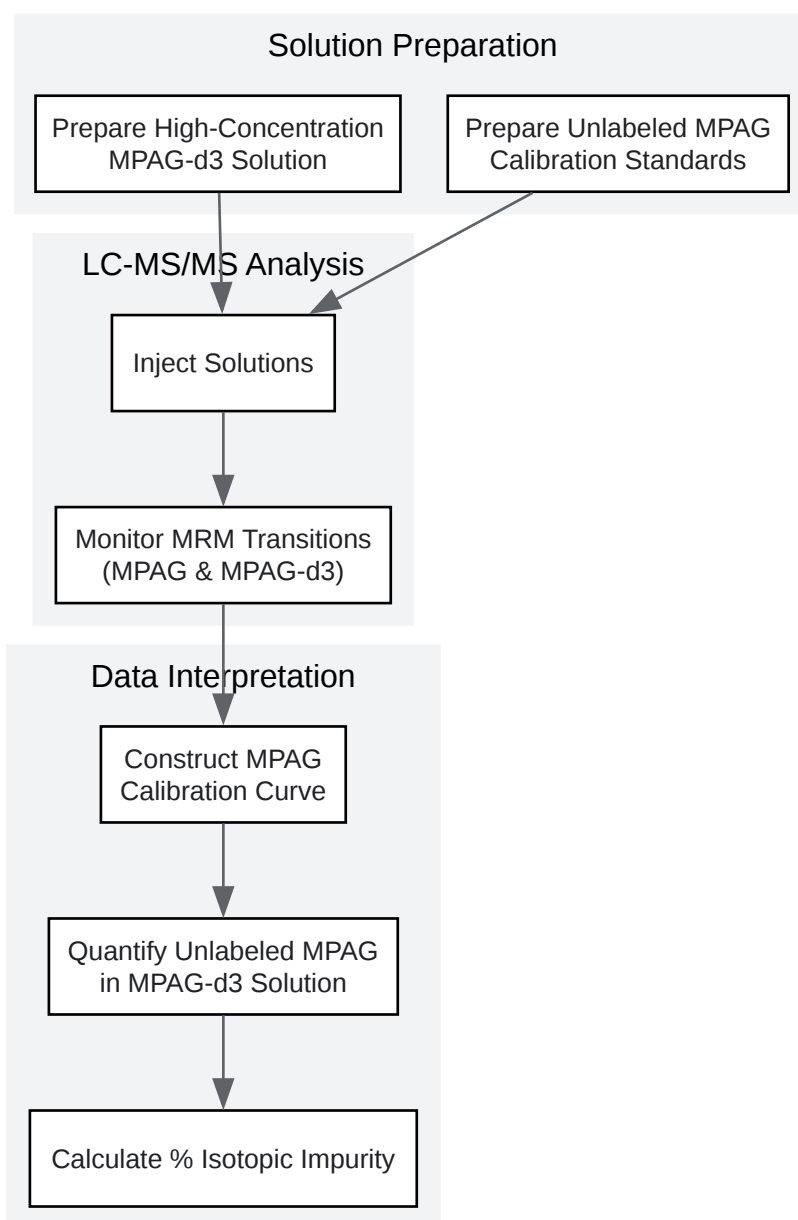 Solution Preparation
Prepare High-Concentration
MPAG-d3 Solution
Prepare Unlabeled MPAG
Calibration Standards
LC-MS/MS Analysis
Inject Solutions
Monitor MRM Transitions
(MPAG & MPAG-d3)
Data Interpretation
Construct MPAG
Calibration Curve
Quantify Unlabeled MPAG
in MPAG-d3 Solution
Calculate % Isotopic Impurity